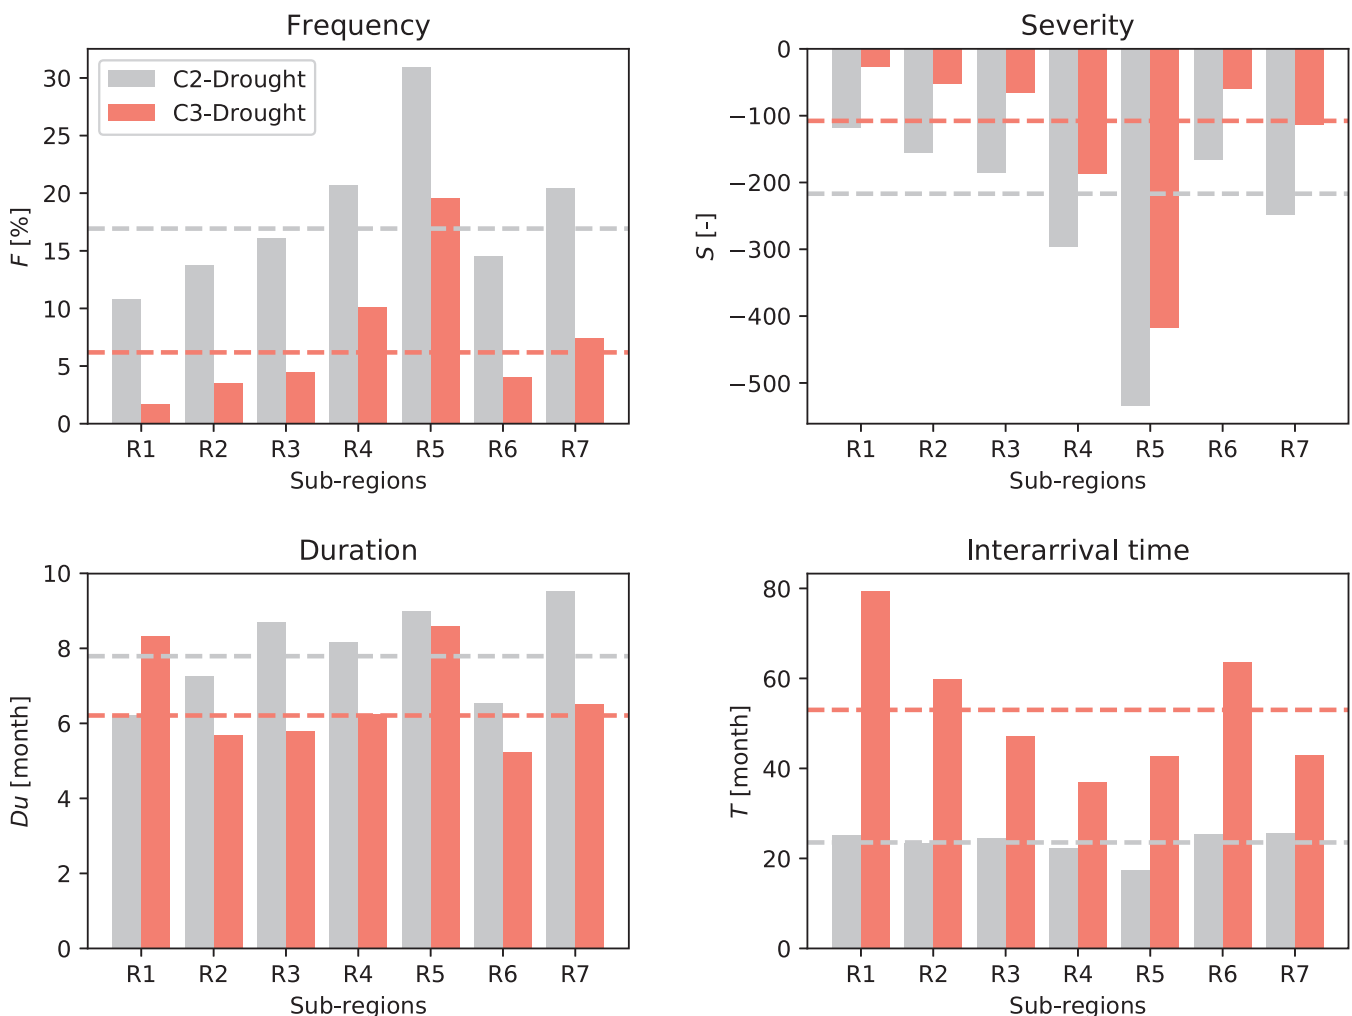 Frequency
C2-Drought
C3-Drought
30
25
20
15
10
5
0
F [%]
R1 R2 R3 R4 R5 R6 R7
Sub-regions
Severity
0
−100
−200
−300
−400
−500
S [-]
R1 R2 R3 R4 R5 R6 R7
Sub-regions
Duration
10
8
6
4
2
0
Du [month]
R1 R2 R3 R4 R5 R6 R7
Sub-regions
Interarrival time
80
60
40
20
0
T [month]
R1 R2 R3 R4 R5 R6 R7
Sub-regions